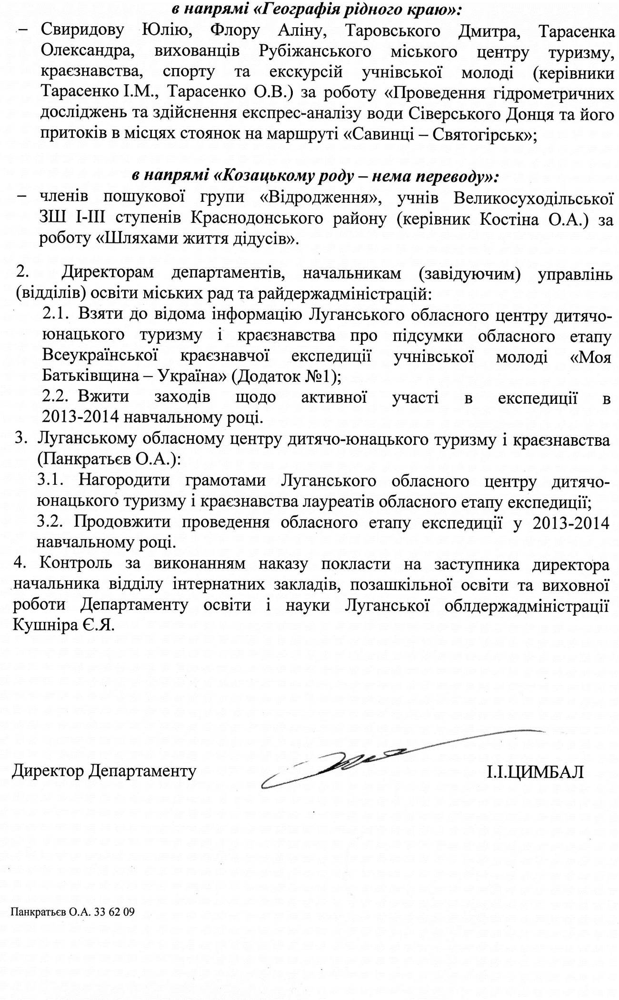 в напрямі «Географія рідного краю»:
– Свиридову Юлію, Флору Аліну, Таровського Дмитра, Тарасенка
Олександра, вихованців Рубіжанського міського центру туризму,
краєзнавства, спорту та екскурсій учнівської молоді (керівники
Тарасенко І.М., Тарасенко О.В.) за роботу «Проведення гідрометричних
досліджень та здійснення експрес-аналізу води Сіверського Донця та його
притоків в місцях стоянок на маршруті «Савинці – Святогірськ»;
в напрямі «Козацькому роду – нема переводу»:
– членів пошукової групи «Відродження», учнів Великосуходільської
ЗШ І-ІІІ ступенів Краснодонського району (керівник Костіна О.А.) за
роботу «Шляхами життя дідусів».
2. Директорам департаментів, начальникам (завідуючим) управлінь
(відділів) освіти міських рад та райдержадміністрацій:
2.1. Взяти до відома інформацію Луганського обласного центру дитячо-
юнацького туризму і краєзнавства про підсумки обласного етапу
Всеукраїнської краєзнавчої експедиції учнівської молоді «Моя
Батьківщина – Україна» (Додаток №1);
2.2. Вжити заходів щодо активної участі в експедиції в
2013-2014 навчальному році.
3. Луганському обласному центру дитячо-юнацького туризму і краєзнавства
(Панкратьєв О.А.):
3.1. Нагородити грамотами Луганського обласного центру дитячо-
юнацького туризму і краєзнавства лауреатів обласного етапу експедиції;
3.2. Продовжити проведення обласного етапу експедиції у 2013-2014
навчальному році.
4. Контроль за виконанням наказу покласти на заступника директора
начальника відділу інтернатних закладів, позашкільної освіти та виховної
роботи Департаменту освіти і науки Луганської облдержадміністрації
Кушніра Є.Я.
Директор Департаменту І.І.ЦИМБАЛ
Панкратьєв О.А. 33 62 09